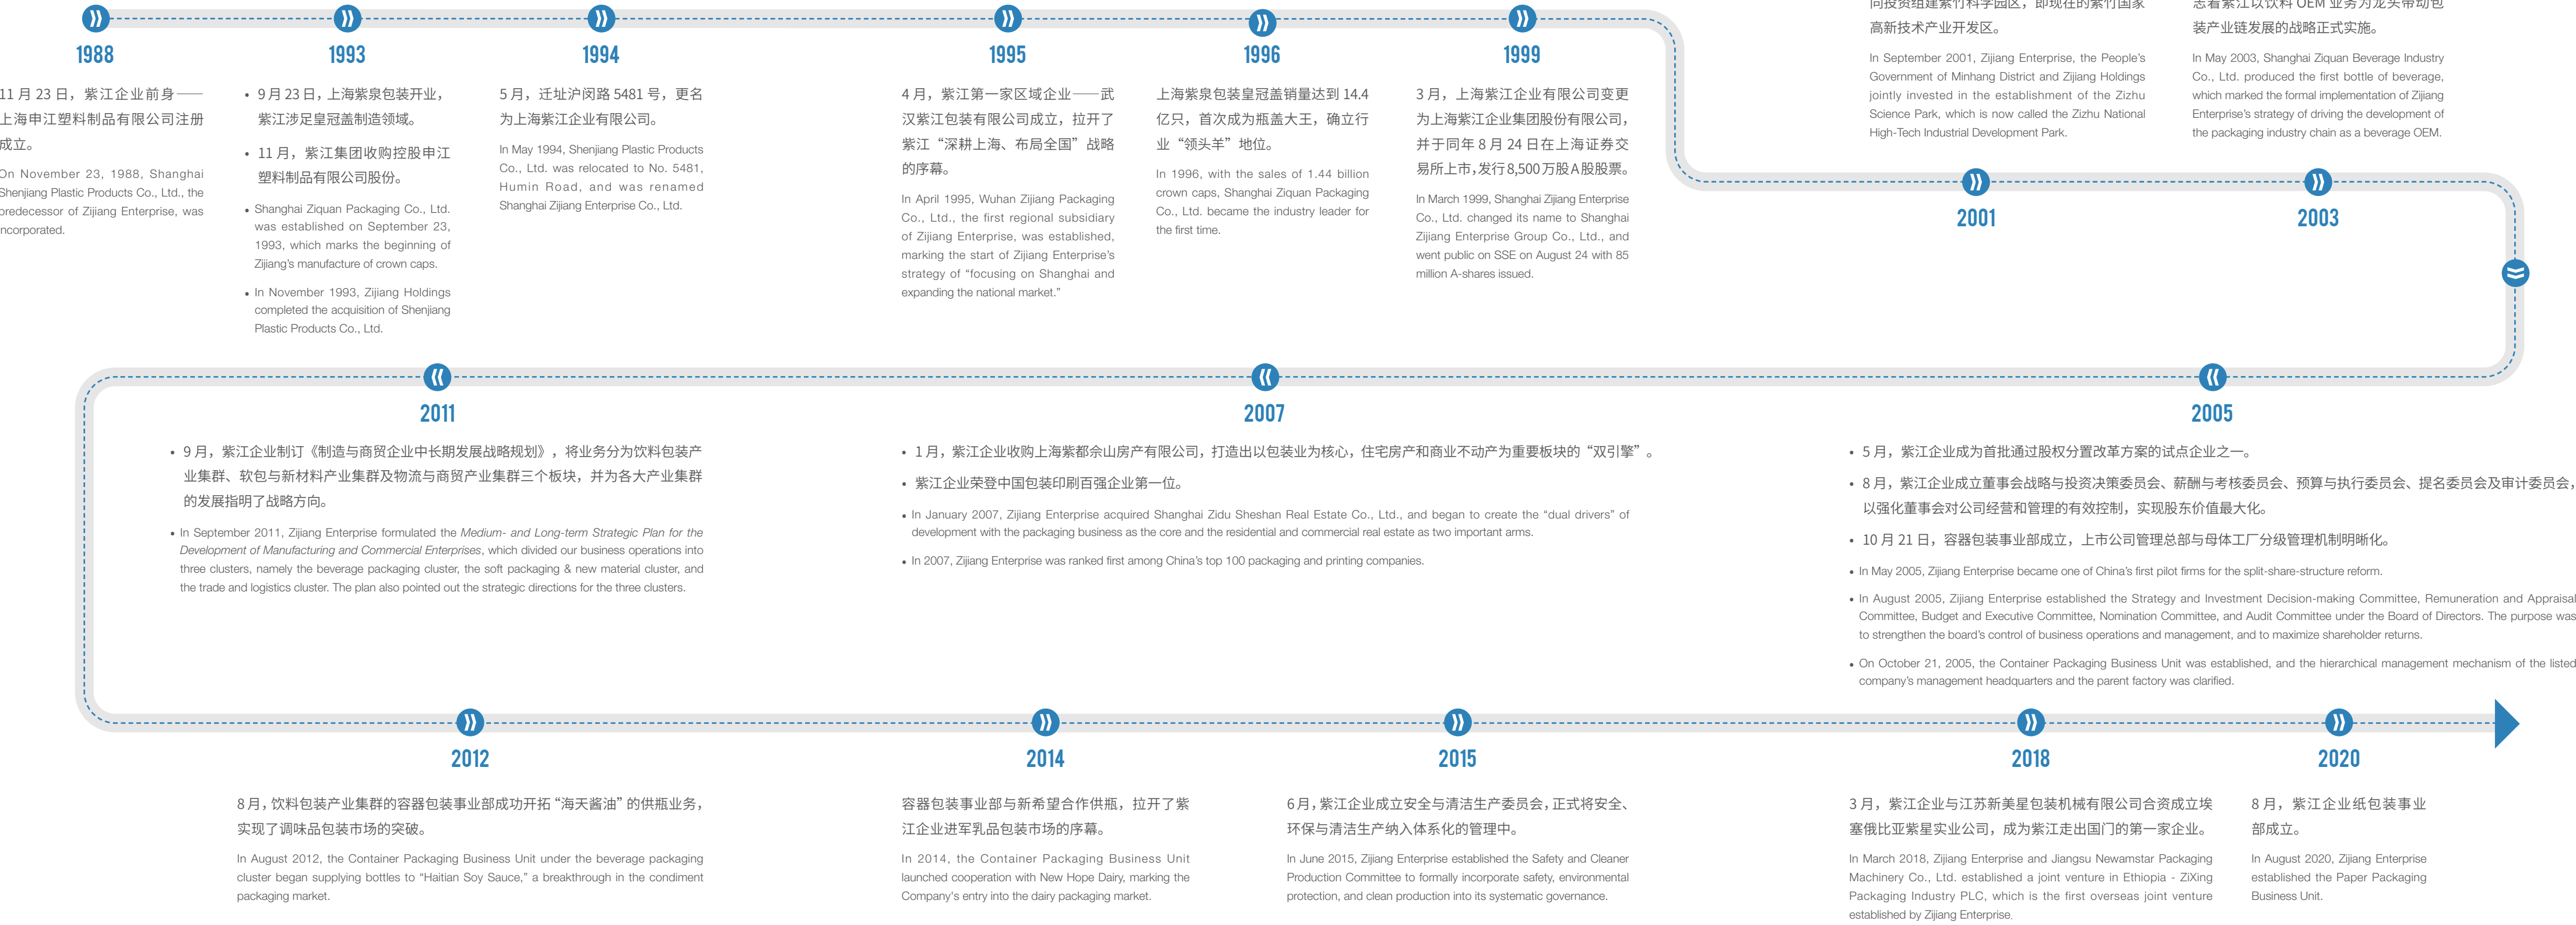 1988
11 月 23 日，紫江企业前身——
上海申江塑料制品有限公司注册
成立。
On November 23, 1988, Shanghai
Shenjiang Plastic Products Co., Ltd., the
predecessor of Zijiang Enterprise, was
incorporated.
1993
• 9 月 23 日，上海紫泉包装开业，
紫江涉足皇冠盖制造领域。
• 11 月，紫江集团收购控股申江
塑料制品有限公司股份。
• Shanghai Ziquan Packaging Co., Ltd.
was established on September 23,
1993, which marks the beginning of
Zijiang’s manufacture of crown caps.
• In November 1993, Zijiang Holdings
completed the acquisition of Shenjiang
Plastic Products Co., Ltd.
1994
5 月，迁址沪闵路 5481 号，更名
为上海紫江企业有限公司。
In May 1994, Shenjiang Plastic Products
Co., Ltd. was relocated to No. 5481,
Humin Road, and was renamed
Shanghai Zijiang Enterprise Co., Ltd.
1995
4 月，紫江第一家区域企业——武
汉紫江包装有限公司成立，拉开了
紫江“深耕上海、布局全国”战略
的序幕。
In April 1995, Wuhan Zijiang Packaging
Co., Ltd., the first regional subsidiary
of Zijiang Enterprise, was established,
marking the start of Zijiang Enterprise’s
strategy of “focusing on Shanghai and
expanding the national market.”
1996
上海紫泉包装皇冠盖销量达到 14.4
亿只，首次成为瓶盖大王，确立行
业“领头羊”地位。
In 1996, with the sales of 1.44 billion
crown caps, Shanghai Ziquan Packaging
Co., Ltd. became the industry leader for
the first time.
1999
3 月，上海紫江企业有限公司变更
为上海紫江企业集团股份有限公司，
并于同年 8 月 24 日在上海证券交
易所上市，发行 8,500 万股 A 股股票。
In March 1999, Shanghai Zijiang Enterprise
Co., Ltd. changed its name to Shanghai
Zijiang Enterprise Group Co., Ltd., and
went public on SSE on August 24 with 85
million A-shares issued.
同投资组建紫竹科学园区，即现在的紫竹国家
高新技术产业开发区。
In September 2001, Zijiang Enterprise, the People’s
Government of Minhang District and Zijiang Holdings
jointly invested in the establishment of the Zizhu
Science Park, which is now called the Zizhu National
High-Tech Industrial Development Park.
2001
志着紫江以饮料 OEM 业务为龙头带动包
装产业链发展的战略正式实施。
In May 2003, Shanghai Ziquan Beverage Industry
Co., Ltd. produced the first bottle of beverage,
which marked the formal implementation of Zijiang
Enterprise’s strategy of driving the development of
the packaging industry chain as a beverage OEM.
2003
2011
• 9 月，紫江企业制订《制造与商贸企业中长期发展战略规划》，将业务分为饮料包装产
业集群、软包与新材料产业集群及物流与商贸产业集群三个板块，并为各大产业集群
的发展指明了战略方向。
• In September 2011, Zijiang Enterprise formulated the Medium- and Long-term Strategic Plan for the
Development of Manufacturing and Commercial Enterprises, which divided our business operations into
three clusters, namely the beverage packaging cluster, the soft packaging & new material cluster, and
the trade and logistics cluster. The plan also pointed out the strategic directions for the three clusters.
2007
• 1 月，紫江企业收购上海紫都佘山房产有限公司，打造出以包装业为核心，住宅房产和商业不动产为重要板块的“双引擎”。
• 紫江企业荣登中国包装印刷百强企业第一位。
• In January 2007, Zijiang Enterprise acquired Shanghai Zidu Sheshan Real Estate Co., Ltd., and began to create the “dual drivers” of
development with the packaging business as the core and the residential and commercial real estate as two important arms.
• In 2007, Zijiang Enterprise was ranked first among China’s top 100 packaging and printing companies.
2005
• 5 月，紫江企业成为首批通过股权分置改革方案的试点企业之一。
• 8 月，紫江企业成立董事会战略与投资决策委员会、薪酬与考核委员会、预算与执行委员会、提名委员会及审计委员会，
以强化董事会对公司经营和管理的有效控制，实现股东价值最大化。
• 10 月 21 日，容器包装事业部成立，上市公司管理总部与母体工厂分级管理机制明晰化。
• In May 2005, Zijiang Enterprise became one of China’s first pilot firms for the split-share-structure reform.
• In August 2005, Zijiang Enterprise established the Strategy and Investment Decision-making Committee, Remuneration and Appraisal
Committee, Budget and Executive Committee, Nomination Committee, and Audit Committee under the Board of Directors. The purpose was
to strengthen the board’s control of business operations and management, and to maximize shareholder returns.
• On October 21, 2005, the Container Packaging Business Unit was established, and the hierarchical management mechanism of the listed
company’s management headquarters and the parent factory was clarified.
2012
8 月，饮料包装产业集群的容器包装事业部成功开拓“海天酱油”的供瓶业务，
实现了调味品包装市场的突破。
In August 2012, the Container Packaging Business Unit under the beverage packaging
cluster began supplying bottles to “Haitian Soy Sauce,” a breakthrough in the condiment
packaging market.
2014
容器包装事业部与新希望合作供瓶，拉开了紫
江企业进军乳品包装市场的序幕。
In 2014, the Container Packaging Business Unit
launched cooperation with New Hope Dairy, marking the
Company's entry into the dairy packaging market.
2015
6 月，紫江企业成立安全与清洁生产委员会，正式将安全、
环保与清洁生产纳入体系化的管理中。
In June 2015, Zijiang Enterprise established the Safety and Cleaner
Production Committee to formally incorporate safety, environmental
protection, and clean production into its systematic governance.
2018
3 月，紫江企业与江苏新美星包装机械有限公司合资成立埃
塞俄比亚紫星实业公司，成为紫江走出国门的第一家企业。
In March 2018, Zijiang Enterprise and Jiangsu Newamstar Packaging
Machinery Co., Ltd. established a joint venture in Ethiopia - ZiXing
Packaging Industry PLC, which is the first overseas joint venture
established by Zijiang Enterprise.
2020
8 月，紫江企业纸包装事业
部成立。
In August 2020, Zijiang Enterprise
established the Paper Packaging
Business Unit.